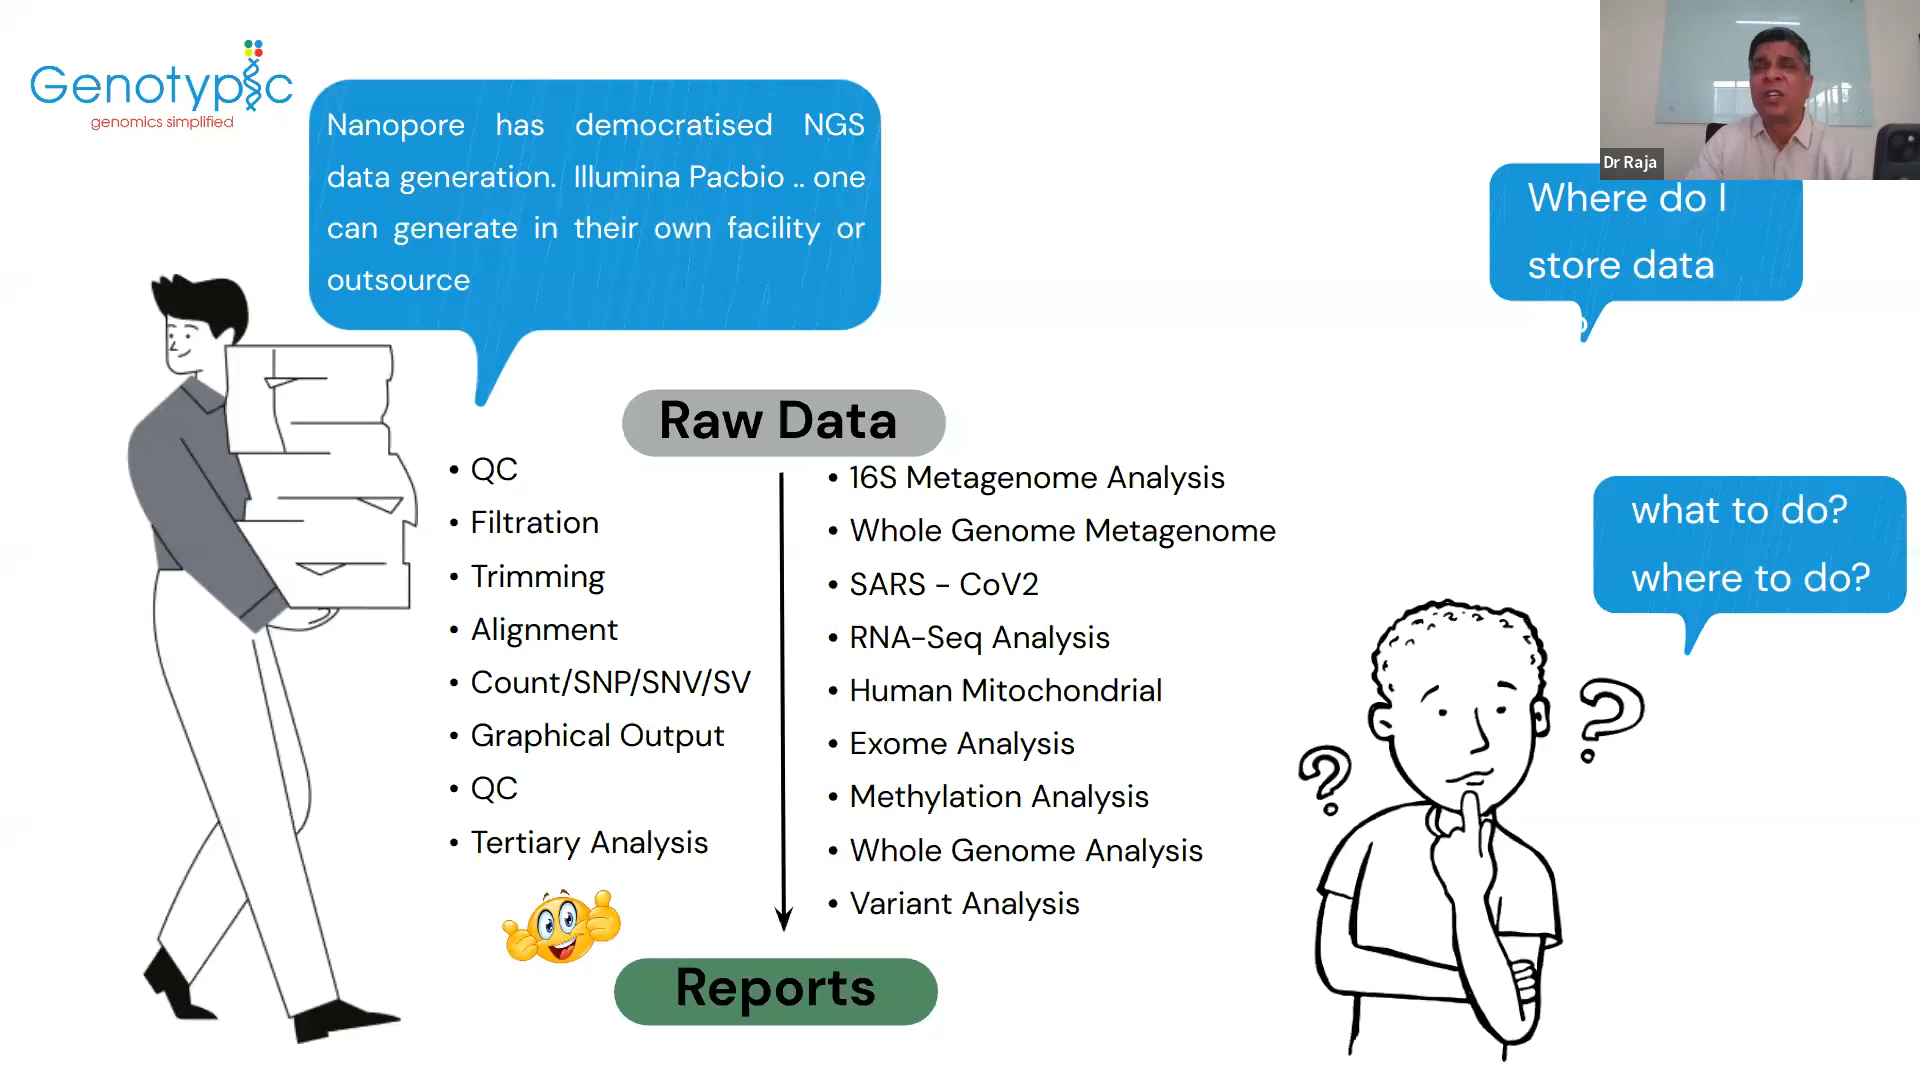 Genotypic
genomics simplified
Nanopore has democratised NGS
data generation. Illumina Pacbio .. one
can generate in their own facility or
outsource
Dr Raja
Where do I
store data
?
what to do?
where to do?
Raw Data
• QC
• Filtration
• Trimming
• Alignment
• Count/SNP/SNV/SV
• Graphical Output
• QC
• Tertiary Analysis
• 16S Metagenome Analysis
• Whole Genome Metagenome
• SARS - CoV2
• RNA-Seq Analysis
• Human Mitochondrial
• Exome Analysis
• Methylation Analysis
• Whole Genome Analysis
• Variant Analysis
? ?
Reports